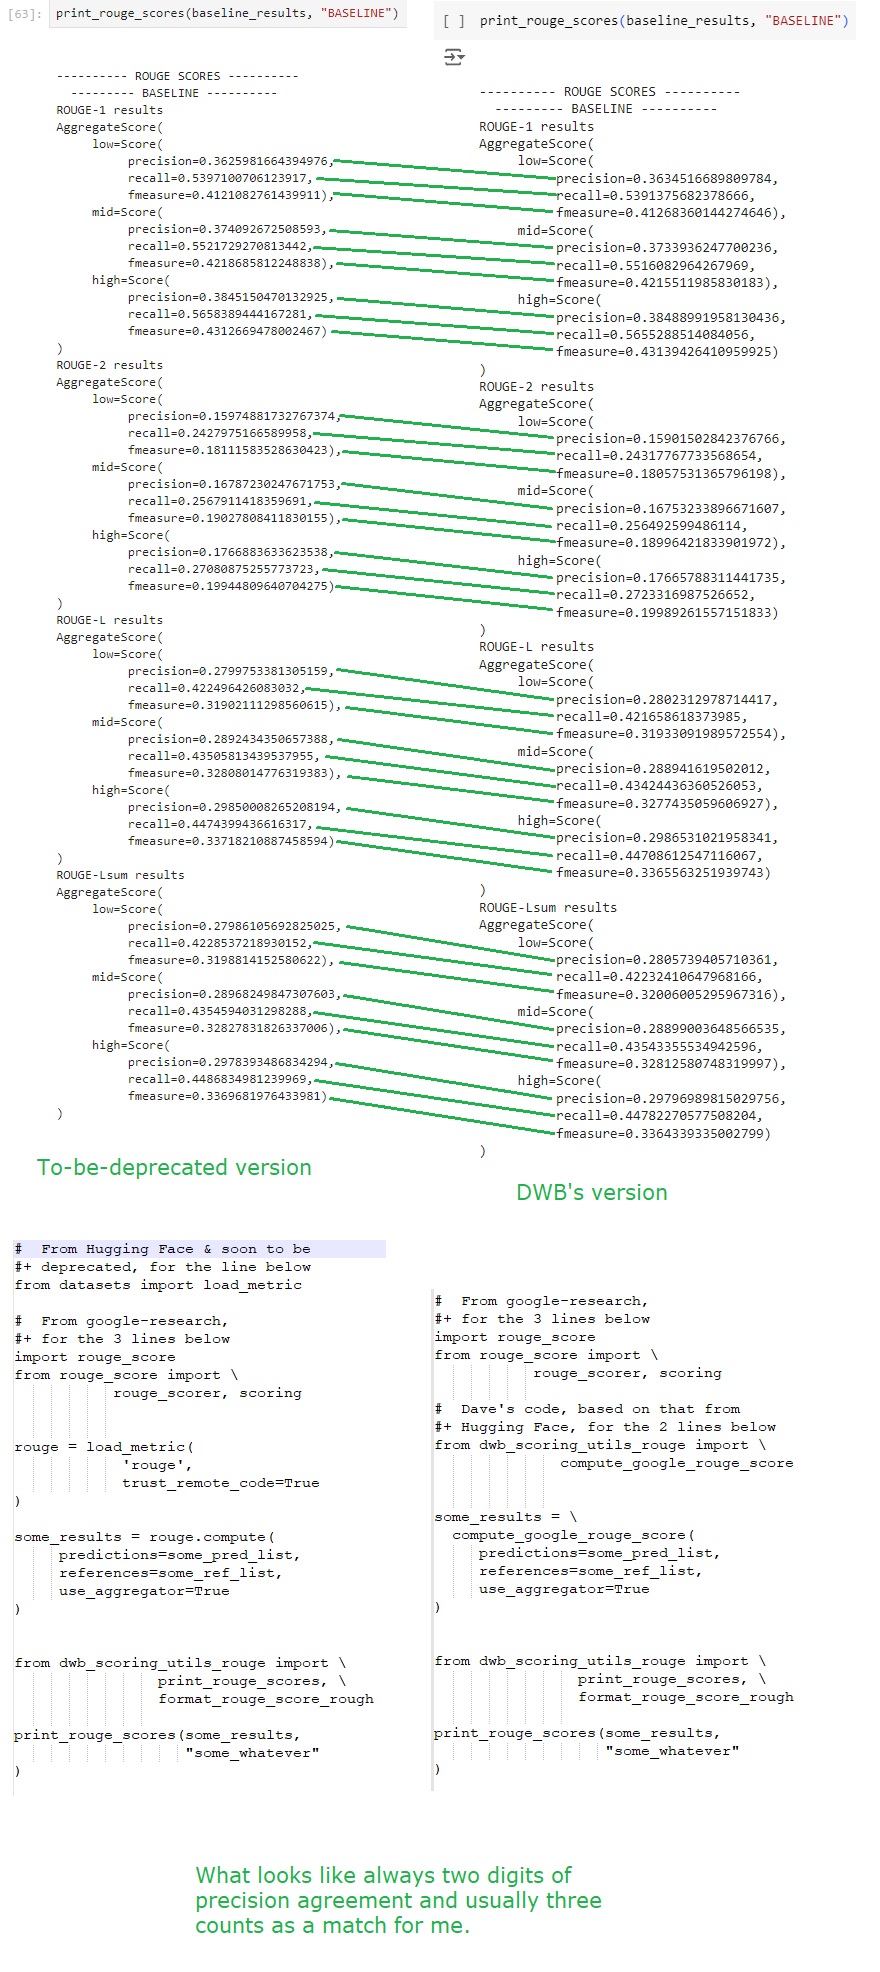 [63]: print_rouge_scores(baseline_results, "BASELINE")
---------- ROUGE SCORES ----------
---------- BASELINE ----------
ROUGE-1 results
AggregateScore(
low=Score(
precision=0.3625981664394976,
recall=0.5397100706123917,
fmeasure=0.4121082761439911),
mid=Score(
precision=0.374092672508593,
recall=0.5521729270813442,
fmeasure=0.4218685812248838),
high=Score(
precision=0.3845150470132925,
recall=0.5658389444167281,
fmeasure=0.4312669478002467)
)
ROUGE-2 results
AggregateScore(
low=Score(
precision=0.15974881732767374,
recall=0.2427975166589958,
fmeasure=0.18111583528630423),
mid=Score(
precision=0.16787230247671753,
recall=0.2567911418359691,
fmeasure=0.19027808411830155),
high=Score(
precision=0.1766883633623538,
recall=0.27080875255773723,
fmeasure=0.19944809640704275)
)
ROUGE-L results
AggregateScore(
low=Score(
precision=0.2799753381305159,
recall=0.422496426083032,
fmeasure=0.31902111298560615),
mid=Score(
precision=0.2892434350657388,
recall=0.43505813439537955,
fmeasure=0.32808014776319383),
high=Score(
precision=0.29850008265208194,
recall=0.4474399436616317,
fmeasure=0.33718210887458594)
)
ROUGE-Lsum results
AggregateScore(
low=Score(
precision=0.27986105692825025,
recall=0.4228537218930152,
fmeasure=0.3198814152580622),
mid=Score(
precision=0.28968249847307603,
recall=0.4354594031298288,
fmeasure=0.32827831826337006),
high=Score(
precision=0.2978393486834294,
recall=0.4486834981239969,
fmeasure=0.3369681976433981)
)
To-be-deprecated version
[ ] print_rouge_scores(baseline_results, "BASELINE")
---------- ROUGE SCORES ----------
---------- BASELINE ----------
ROUGE-1 results
AggregateScore(
low=Score(
precision=0.3634516689809784,
recall=0.5391375682378666,
fmeasure=0.41268360144274646),
mid=Score(
precision=0.3733936247700236,
recall=0.5516082964267969,
fmeasure=0.4215511985830183),
high=Score(
precision=0.38488991958130436,
recall=0.5655288514084056,
fmeasure=0.43139426410959925)
)
ROUGE-2 results
AggregateScore(
low=Score(
precision=0.15901502842376766,
recall=0.24317767733568654,
fmeasure=0.18057531365796198),
mid=Score(
precision=0.16753233896671607,
recall=0.256492599486114,
fmeasure=0.18996421833901972),
high=Score(
precision=0.17665788311441735,
recall=0.2723316987526652,
fmeasure=0.19989261557151833)
)
ROUGE-L results
AggregateScore(
low=Score(
precision=0.2802312978714417,
recall=0.421658618373985,
fmeasure=0.31933091989572554),
mid=Score(
precision=0.288941619502012,
recall=0.43424436360526053,
fmeasure=0.3277435059606927),
high=Score(
precision=0.2986531021958341,
recall=0.44708612547116067,
fmeasure=0.3365563251939743)
)
ROUGE-Lsum results
AggregateScore(
low=Score(
precision=0.2805739405710361,
recall=0.42232410647968166,
fmeasure=0.32006005295967316),
mid=Score(
precision=0.28899003648566535,
recall=0.43543355534942596,
fmeasure=0.32812580748319997),
high=Score(
precision=0.29796989815029756,
recall=0.44782270577508204,
fmeasure=0.3364339335002799)
)
DWB's version
#  From Hugging Face & soon to be
#+ deprecated, for the line below
from datasets import load_metric
#  From google-research,
#+ for the 3 lines below
import rouge_score
from rouge_score import \
rouge_scorer, scoring
rouge = load_metric(
'rouge',
trust_remote_code=True
)
some_results = rouge.compute(
predictions=some_pred_list,
references=some_ref_list,
use_aggregator=True
)
from dwb_scoring_utils_rouge import \
print_rouge_scores, \
format_rouge_score_rough
print_rouge_scores(some_results,
"some_whatever"
)
#  From google-research,
#+ for the 3 lines below
import rouge_score
from rouge_score import \
rouge_scorer, scoring
#  Dave's code, based on that from
#+ Hugging Face, for the 2 lines below
from dwb_scoring_utils_rouge import \
compute_google_rouge_score
some_results = \
compute_google_rouge_score(
predictions=some_pred_list,
references=some_ref_list,
use_aggregator=True
)
from dwb_scoring_utils_rouge import \
print_rouge_scores, \
format_rouge_score_rough
print_rouge_scores(some_results,
"some_whatever"
)
What looks like always two digits of
precision agreement and usually three
counts as a match for me.